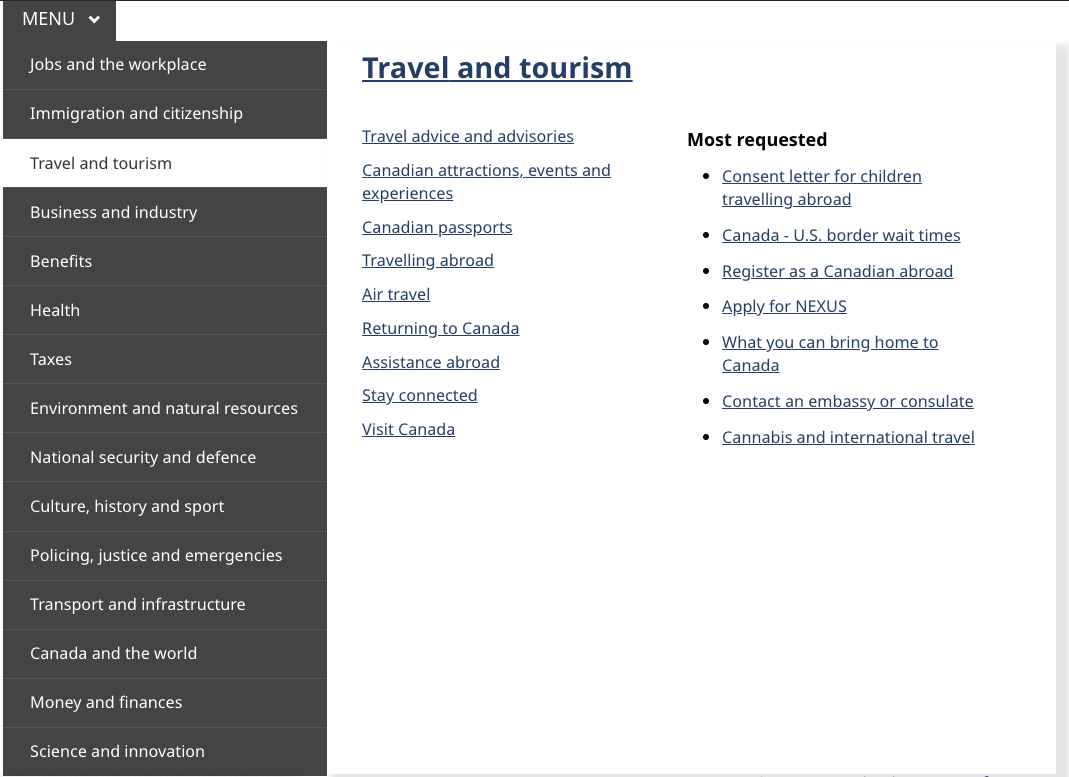 MENU
Jobs and the workplace
Immigration and citizenship
Travel and tourism
Business and industry
Benefits
Health
Taxes
Environment and natural resources
National security and defence
Culture, history and sport
Policing, justice and emergencies
Transport and infrastructure
Canada and the world
Money and finances
Science and innovation
Travel and tourism
Travel advice and advisories
Canadian attractions, events and
experiences
Canadian passports
Travelling abroad
Air travel
Returning to Canada
Assistance abroad
Stay connected
Visit Canada
Most requested
Consent letter for children
travelling abroad
Canada - U.S. border wait times
Register as a Canadian abroad
Apply for NEXUS
What you can bring home to
Canada
Contact an embassy or consulate
Cannabis and international travel